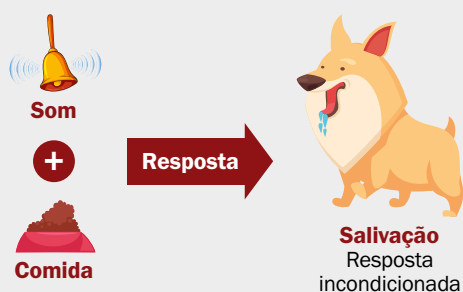 Som
+
Comida
Resposta
Salivação
Resposta
incondicionada